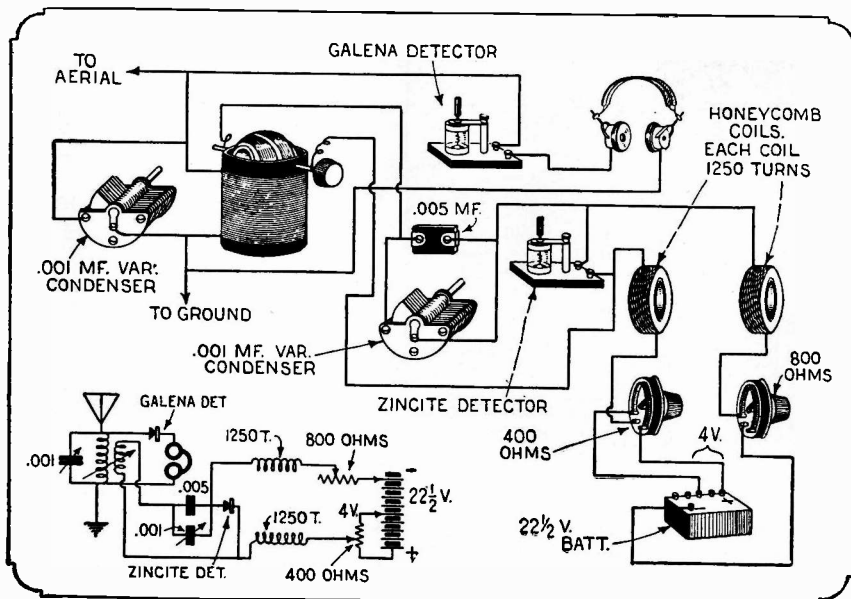 GALENA DETECTOR
TO
AERIAL
HONEYCOMB
COILS.
EACH COIL
1250 TURNS
.005 MF.
.001 MF. VAR.
CONDENSER
TO GROUND
.001 MF. VAR.
CONDENSER
ZINCITE DETECTOR
800
OHMS
400
OHMS
4V.
22½ V.
BATT.
GALENA DET
.001
1250 T.
800 OHMS
.005
.001
ZINCITE DET.
1250 T.
4V.
400 OHMS
-
22½ V.
+